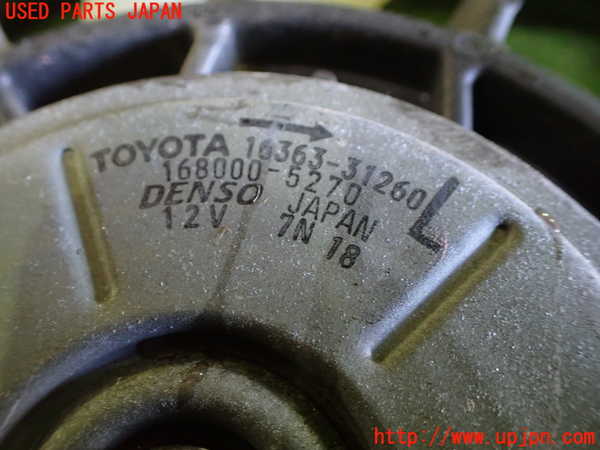 USED PARTS JAPAN
TOYOTA 16363-31260 L
168000-5270
DENSO JAPAN
12V 7N 18
http://www.upjpn.com